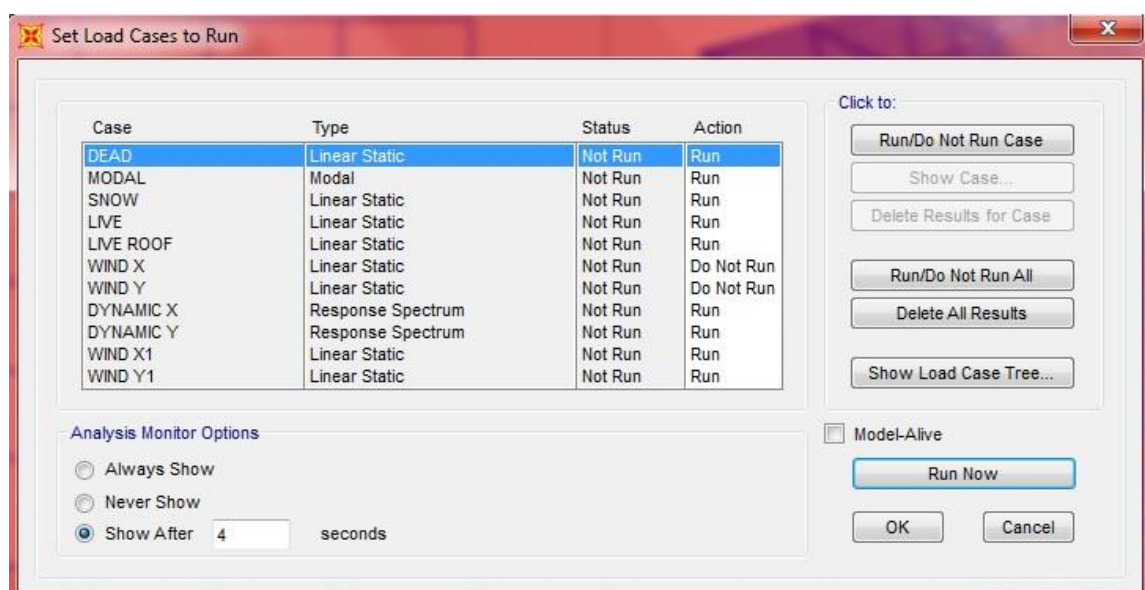 Set Load Cases to Run
Click to:
Case Type Status Action
Run/Do Not Run Case
DEAD Linear Static Not Run Run
MODAL Modal Not Run Run
Show Case...
SNOW Linear Static Not Run Run
LIVE Linear Static Not Run Run
Delete Results for Case
LIVE ROOF Linear Static Not Run Run
WIND X Linear Static Not Run Do Not Run
Run/Do Not Run All
WIND Y Linear Static Not Run Do Not Run
DYNAMIC X Response Spectrum Not Run Run
Delete All Results
DYNAMIC Y Response Spectrum Not Run Run
WIND X1 Linear Static Not Run Run
WIND Y1 Linear Static Not Run Run
Show Load Case Tree...
Analysis Monitor Options
Model-Alive
Always Show
Run Now
Never Show
Show After 4 seconds
OK Cancel